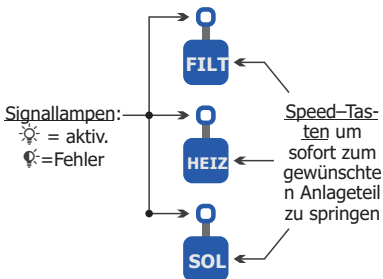 FILT
Signallampen:
= aktiv.
=Fehler
HEIZ
SOL
Speed–Tas-
ten um
sofort zum
gewünschte
n Anlageteil
zu springen